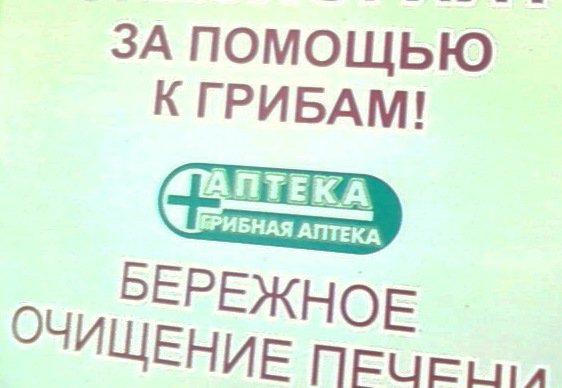 ЗА ПОМОЩЬЮ
К ГРИБАМ!
АПТЕКА
ГРИБНАЯ АПТЕКА
БЕРЕЖНОЕ
ОЧИЩЕНИЕ ПЕЧЕНИ